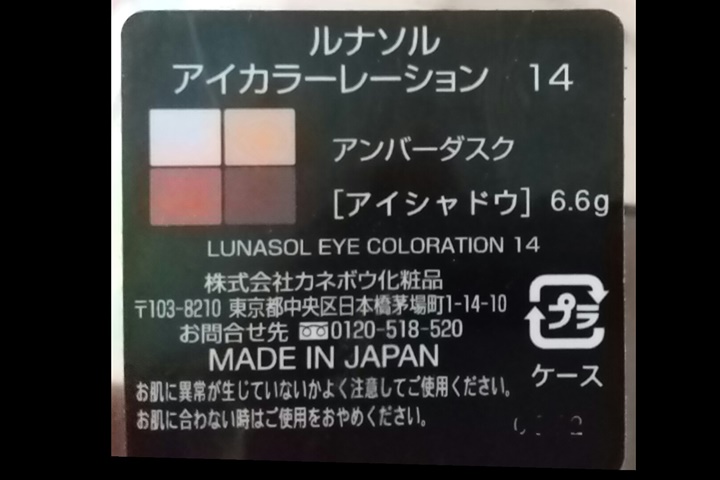 ルナソル
アイカラーレーション 14
アンバーダスク
[アイシャドウ] 6.6g
LUNASOL EYE COLORATION 14
株式会社カネボウ化粧品
〒103-8210 東京都中央区日本橋茅場町1-14-10
お問合せ先 0120-518-520
MADE IN JAPAN
プラ
ケース
お肌に異常が生じていないかよく注意してご使用ください。
お肌に合わない時はご使用をおやめください。